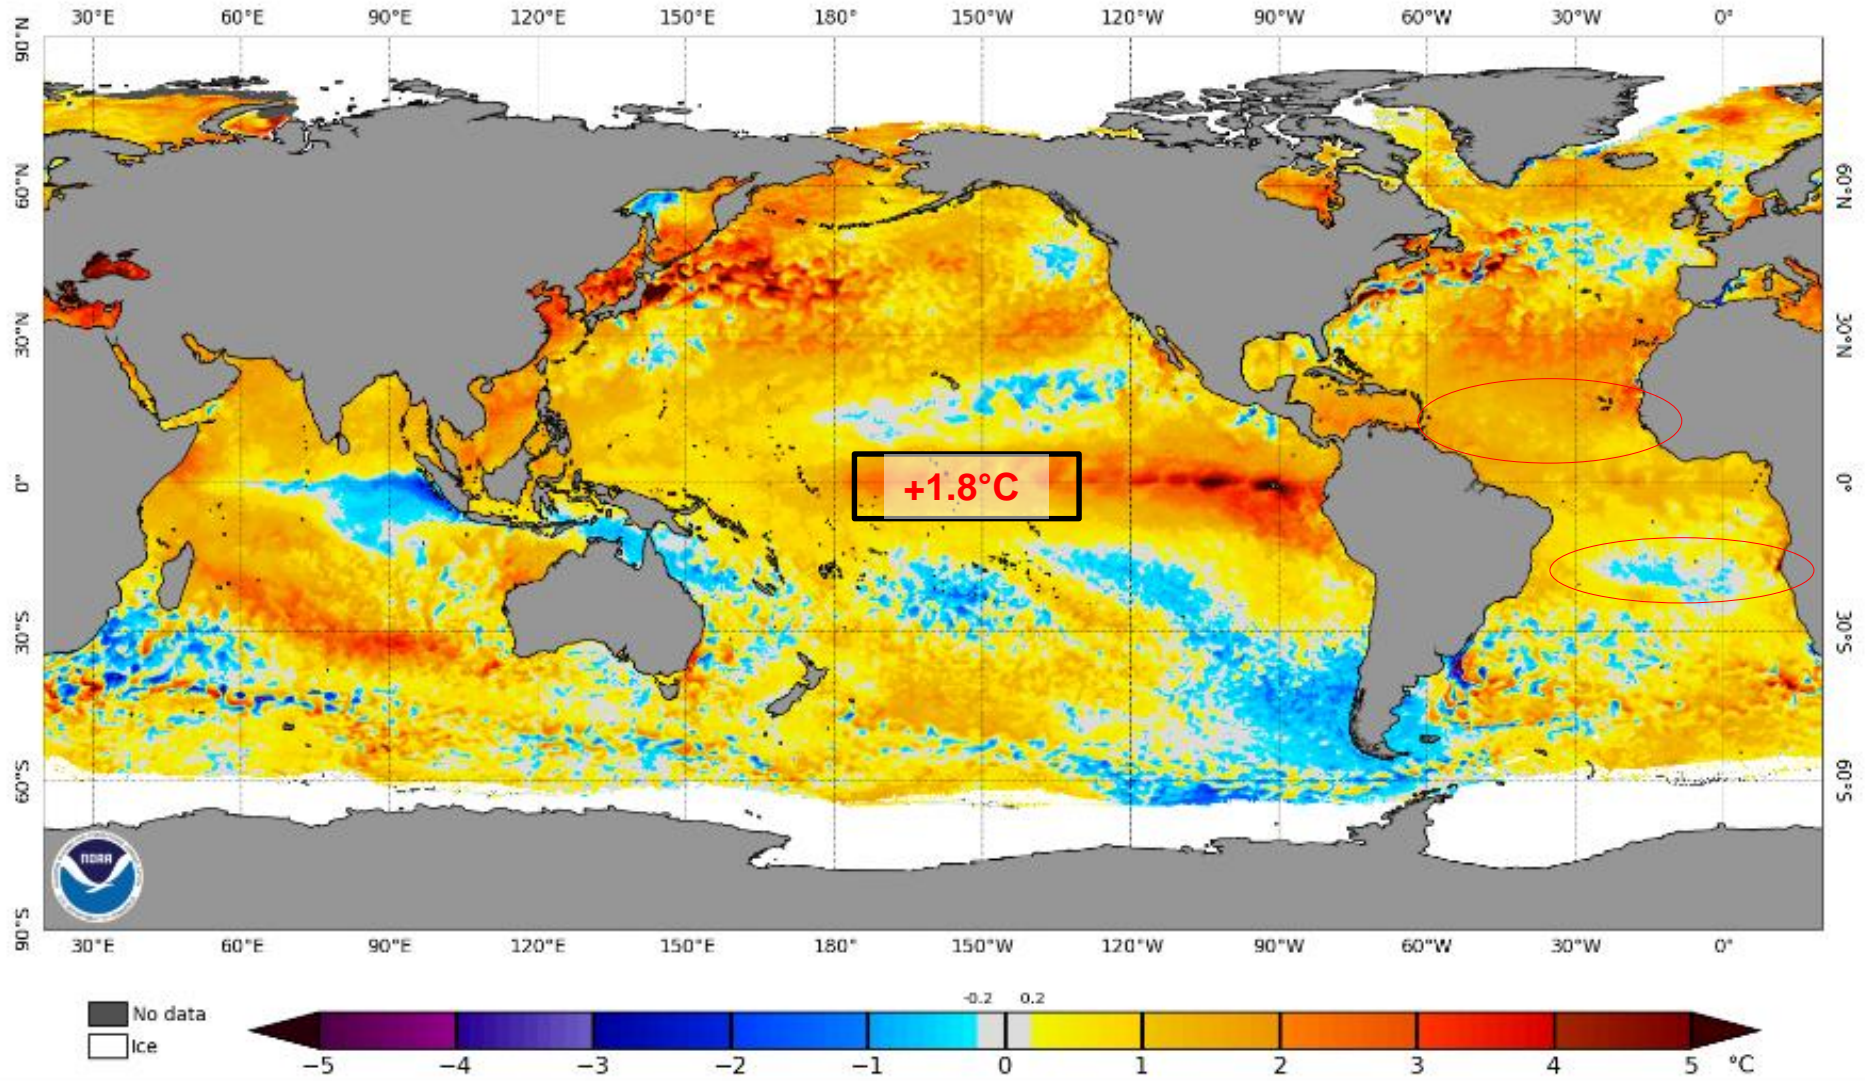 30°E 60°E 90°E 120°E 150°E 180° 150°W 120°W 90°W 60°W 30°W 0°
90°N
60°N 60°N
30°N 30°N
0° 0°
+1.8°C
30°S 30°S
60°S 60°S
NOAA
90°S
30°E 60°E 90°E 120°E 150°E 180° 150°W 120°W 90°W 60°W 30°W 0°
-0.2 0.2
No data
Ice
−5 −4 −3 −2 −1 0 1 2 3 4 5 °C